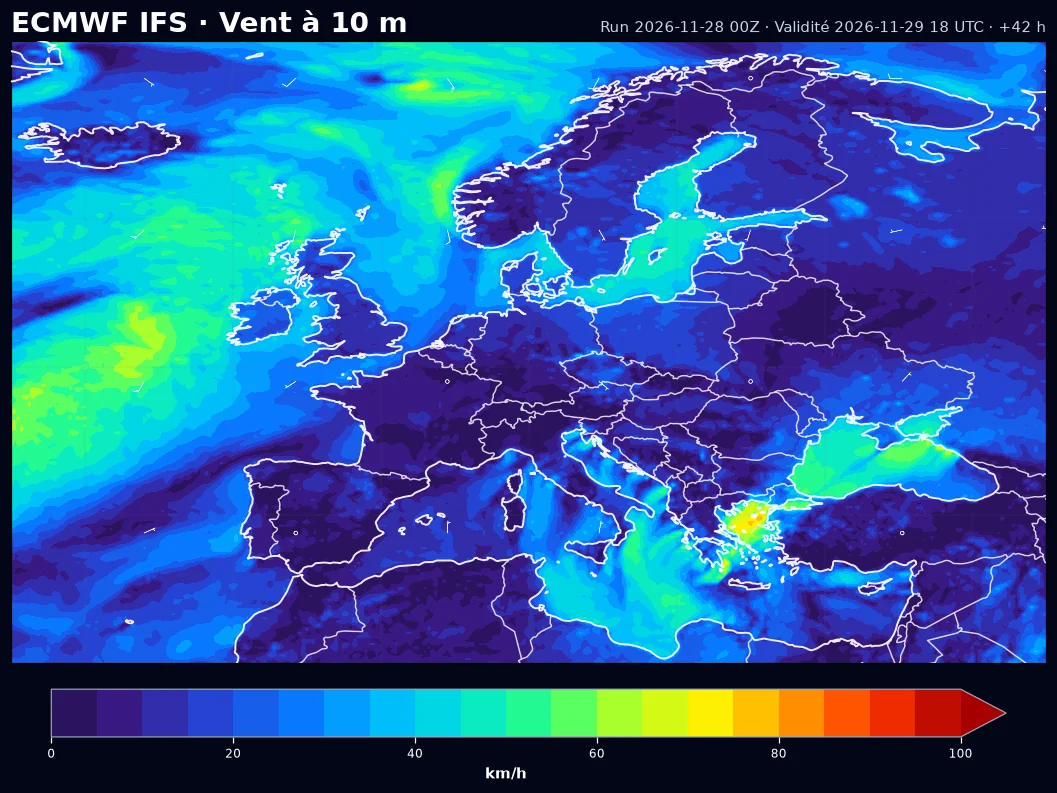 ECMWF IFS · Vent à 10 m
Run 2026-11-28 00Z · Validité 2026-11-29 18 UTC · +42 h
0 20 40 60 80 100
km/h